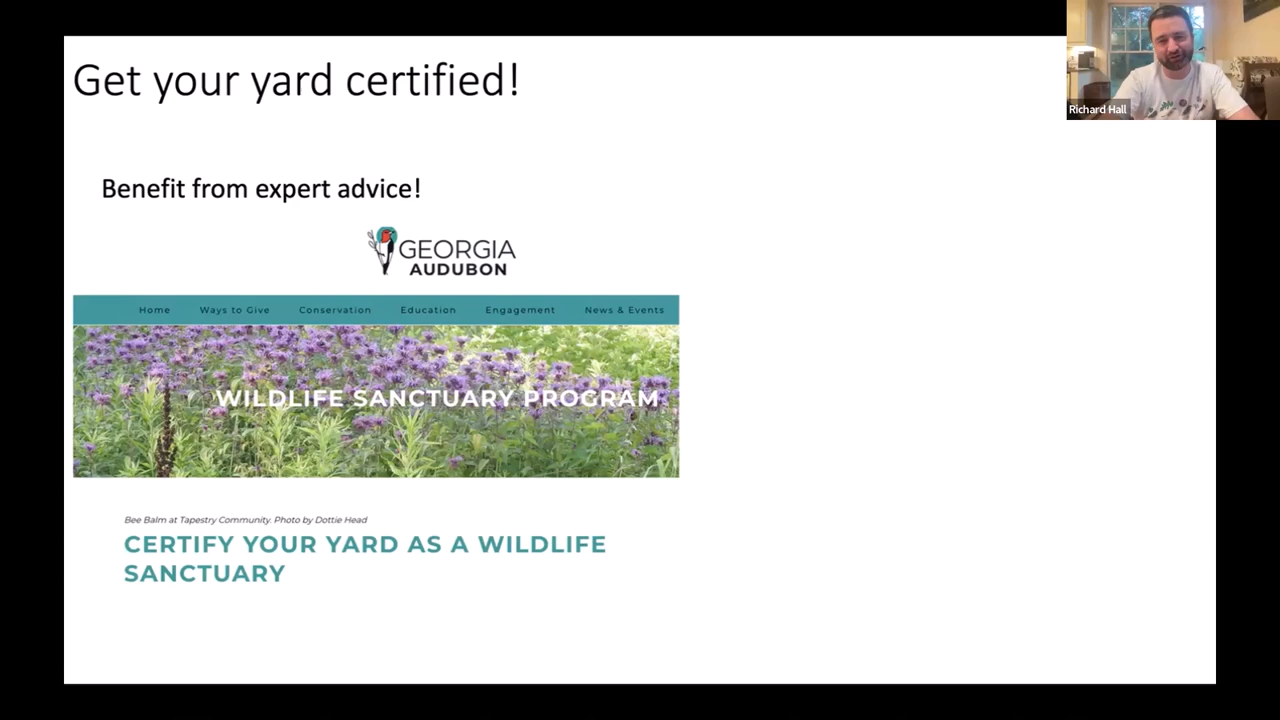 Get your yard certified!
Richard Hall
Benefit from expert advice!
GEORGIA
AUDUBON
Home Ways to Give Conservation Education Engagement News & Events
WILDLIFE SANCTUARY PROGRAM
Bee Balm at Tapestry Community. Photo by Dottie Head
CERTIFY YOUR YARD AS A WILDLIFE
SANCTUARY